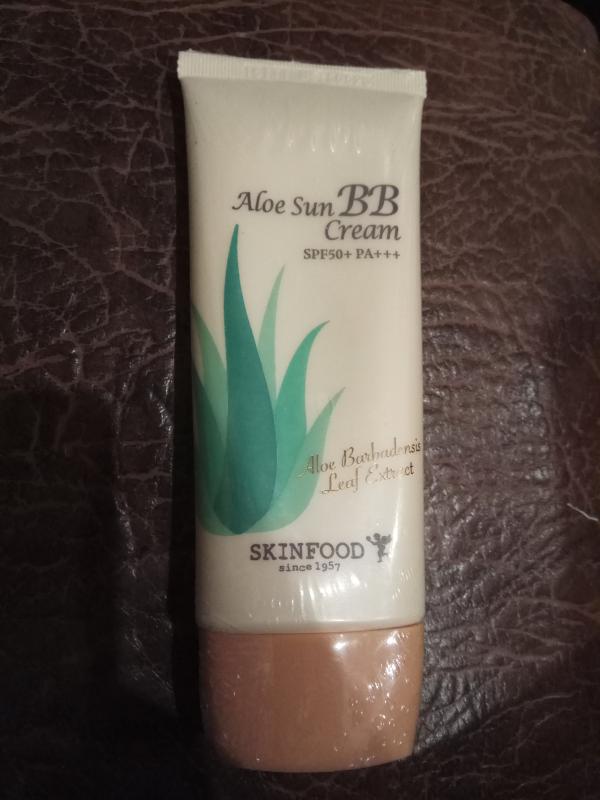 Aloe Sun BB
Cream
SPF50+ PA+++
Aloe Barbadensis
Leaf Extract
SKINFOOD
since 1957